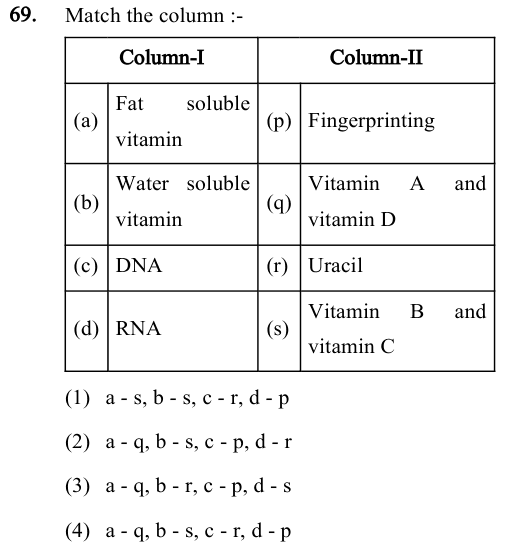 69. Match the column :-
Column-I Column-II
(a) Fat soluble vitamin (p) Fingerprinting
(b) Water soluble vitamin (q) Vitamin A and vitamin D
(c) DNA (r) Uracil
(d) RNA (s) Vitamin B and vitamin C
(1) a - s, b - s, c - r, d - p
(2) a - q, b - s, c - p, d - r
(3) a - q, b - r, c - p, d - s
(4) a - q, b - s, c - r, d - p